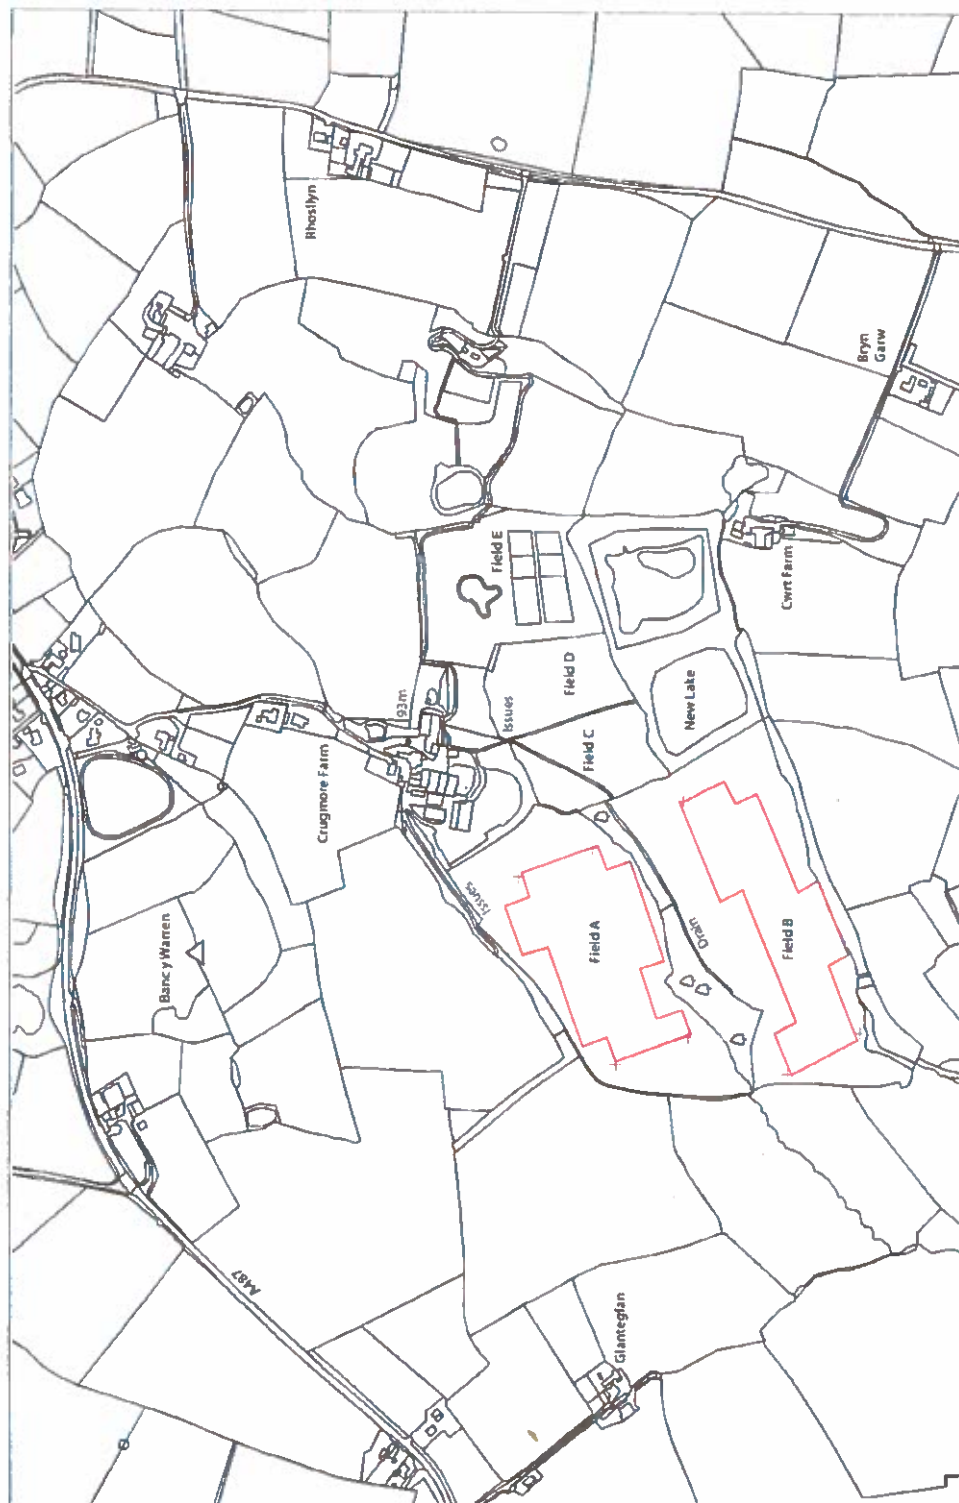 A487
Banc y Warren
Crugmore Farm
Rhosllyn
93m
Issues
Issues
Field E
Field D
Field C
Field A
Drain
New Lake
Field B
Cwrt Farm
Bryn
Garw
Glantegfan